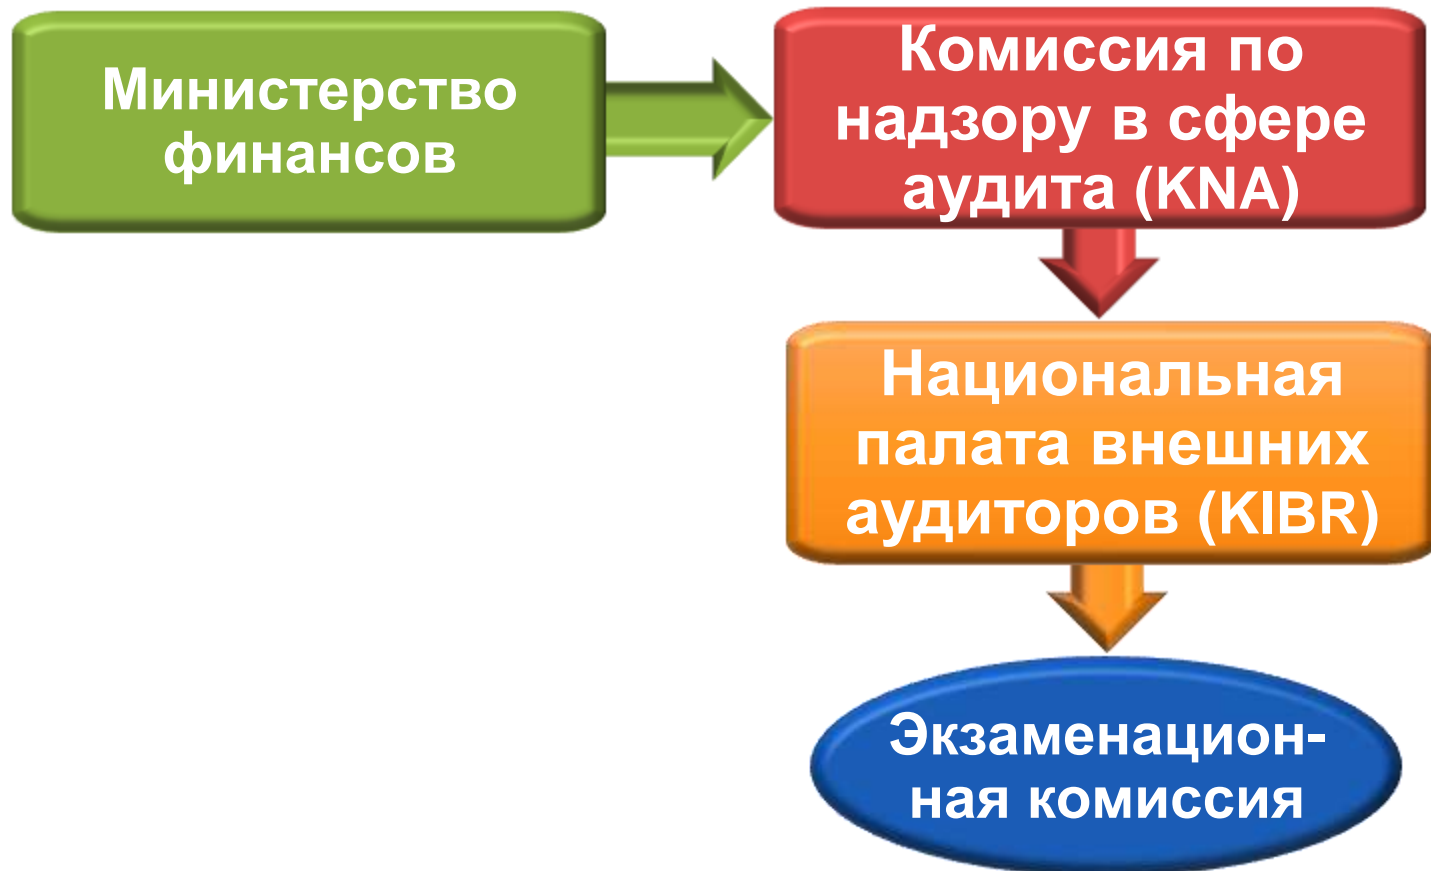 Министерство
финансов
Комиссия по
надзору в сфере
аудита (KNA)
Национальная
палата внешних
аудиторов (KIBR)
Экзаменацион-
ная комиссия